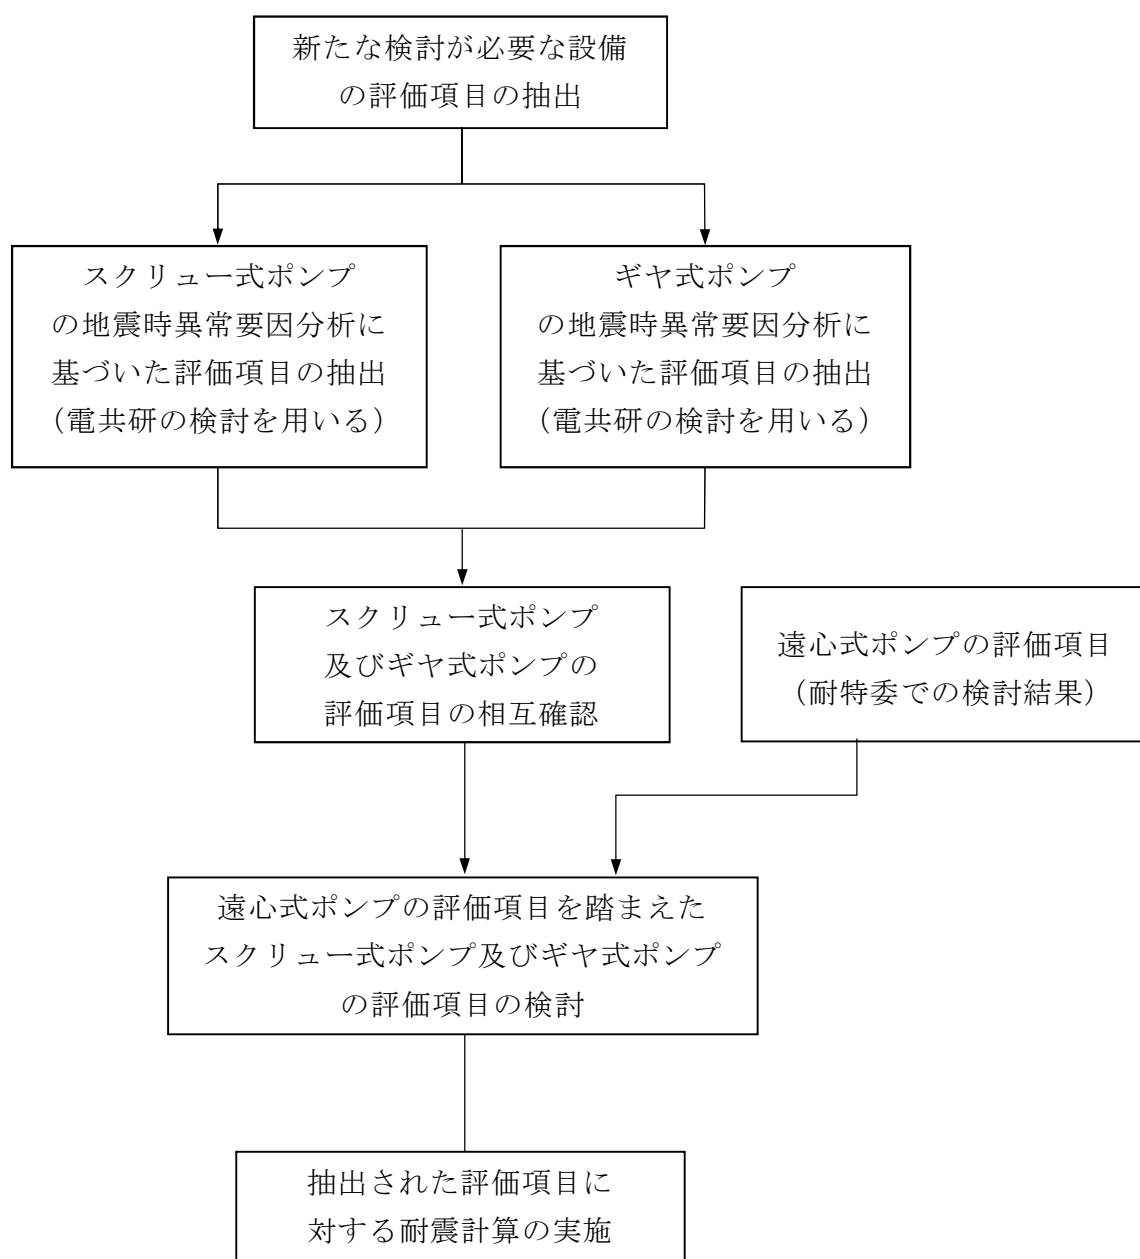 新たな検討が必要な設備
の評価項目の抽出
スクリュー式ポンプ
の地震時異常要因分析に
基づいた評価項目の抽出
（電共研の検討を用いる）
ギヤ式ポンプ
の地震時異常要因分析に
基づいた評価項目の抽出
（電共研の検討を用いる）
スクリュー式ポンプ
及びギヤ式ポンプの
評価項目の相互確認
遠心式ポンプの評価項目
（耐特委での検討結果）
遠心式ポンプの評価項目を踏まえた
スクリュー式ポンプ及びギヤ式ポンプ
の評価項目の検討
抽出された評価項目に
対する耐震計算の実施